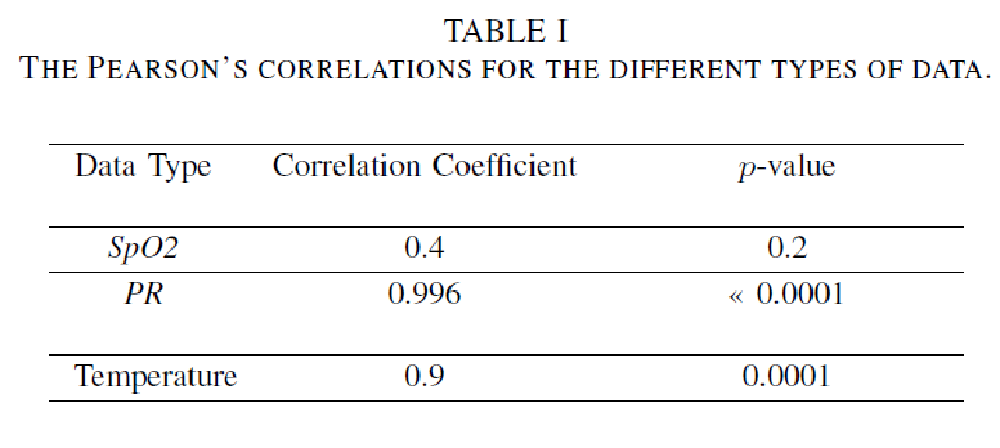 TABLE I
THE PEARSON'S CORRELATIONS FOR THE DIFFERENT TYPES OF DATA.
Data Type Correlation Coefficient p-value
SpO2 0.4 0.2
PR 0.996 « 0.0001
Temperature 0.9 0.0001